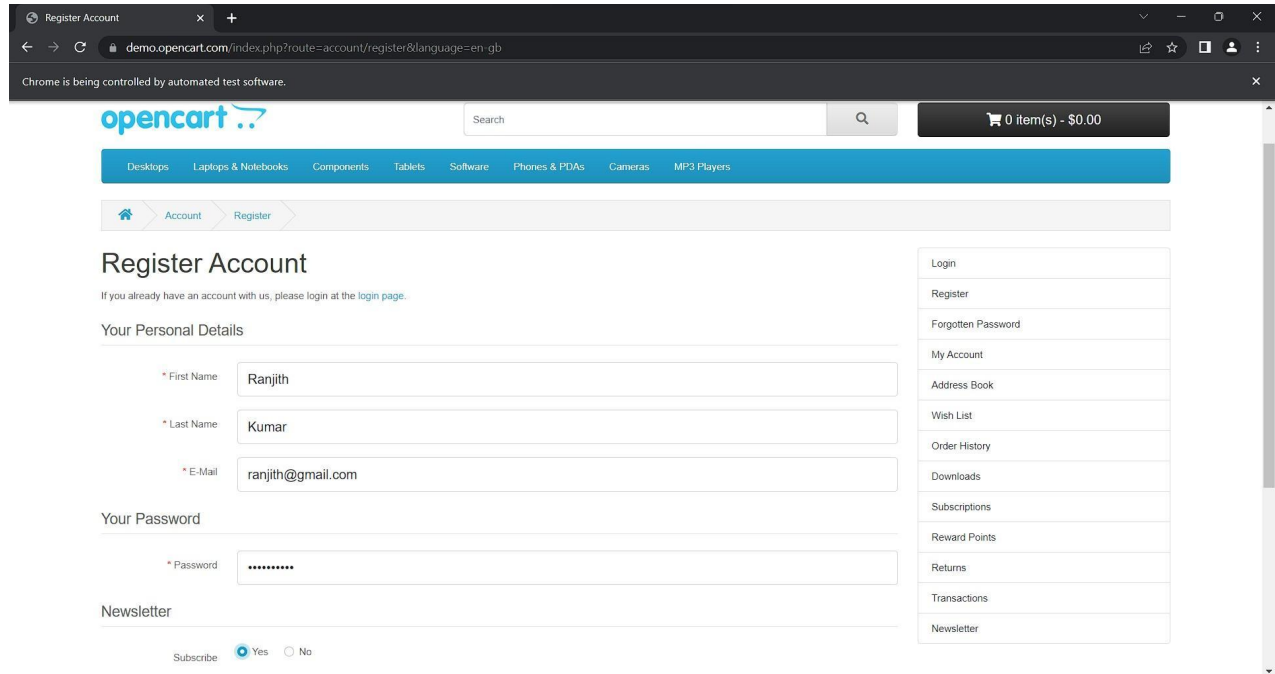 Register Account
demo.opencart.com/index.php?route=account/register&language=en-gb
Chrome is being controlled by automated test software.
opencart
Search
0 item(s) - $0.00
Desktops Laptops & Notebooks Components Tablets Software Phones & PDAs Cameras MP3 Players
Account Register
Register Account
If you already have an account with us, please login at the login page.
Your Personal Details
* First Name Ranjith
* Last Name Kumar
* E-Mail ranjith@gmail.com
Your Password
* Password ••••••••••
Newsletter
Subscribe Yes No
Login
Register
Forgotten Password
My Account
Address Book
Wish List
Order History
Downloads
Subscriptions
Reward Points
Returns
Transactions
Newsletter